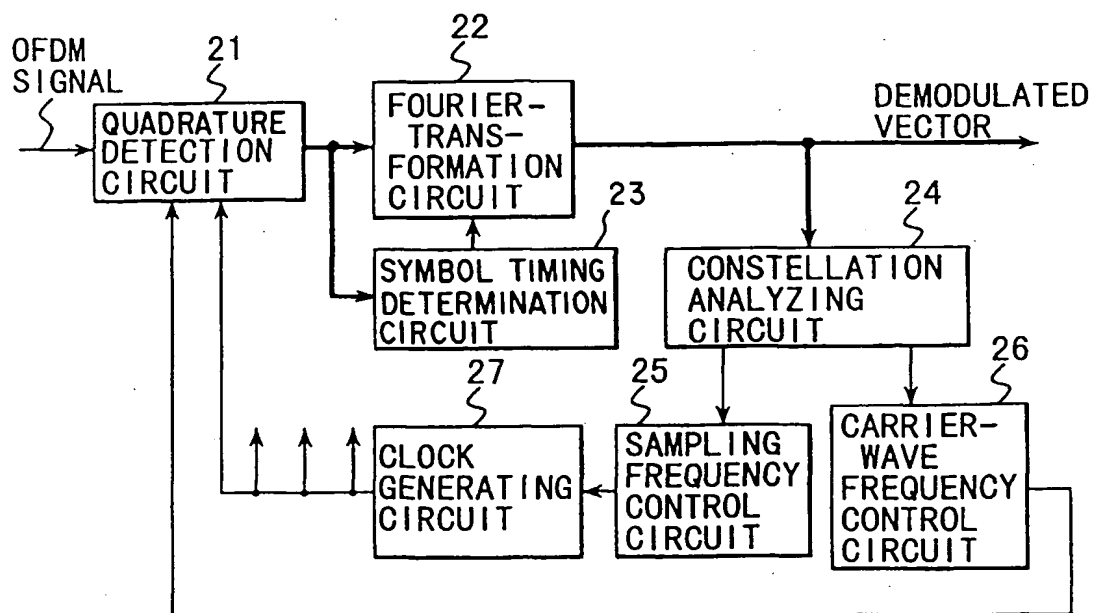 OFDM
SIGNAL
21
QUADRATURE
DETECTION
CIRCUIT
22
FOURIER-
TRANS-
FORMATION
CIRCUIT
DEMODULATED
VECTOR
23
SYMBOL TIMING
DETERMINATION
CIRCUIT
24
CONSTELLATION
ANALYZING
CIRCUIT
27
CLOCK
GENERATING
CIRCUIT
25
SAMPLING
FREQUENCY
CONTROL
CIRCUIT
26
CARRIER-
WAVE
FREQUENCY
CONTROL
CIRCUIT